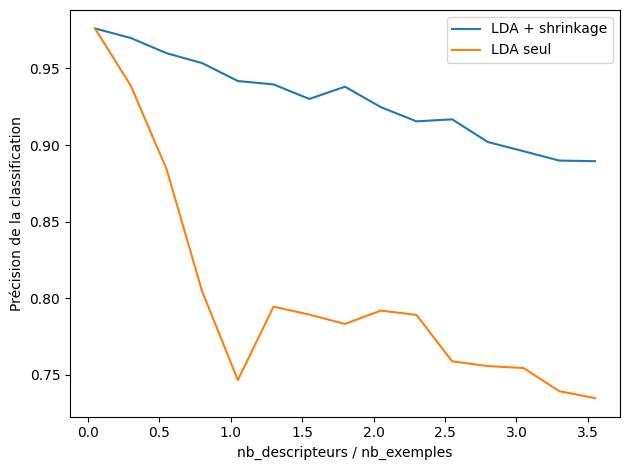 LDA + shrinkage
LDA seul
Précision de la classification
0.95
0.90
0.85
0.80
0.75
0.0 0.5 1.0 1.5 2.0 2.5 3.0 3.5
nb_descripteurs / nb_exemples